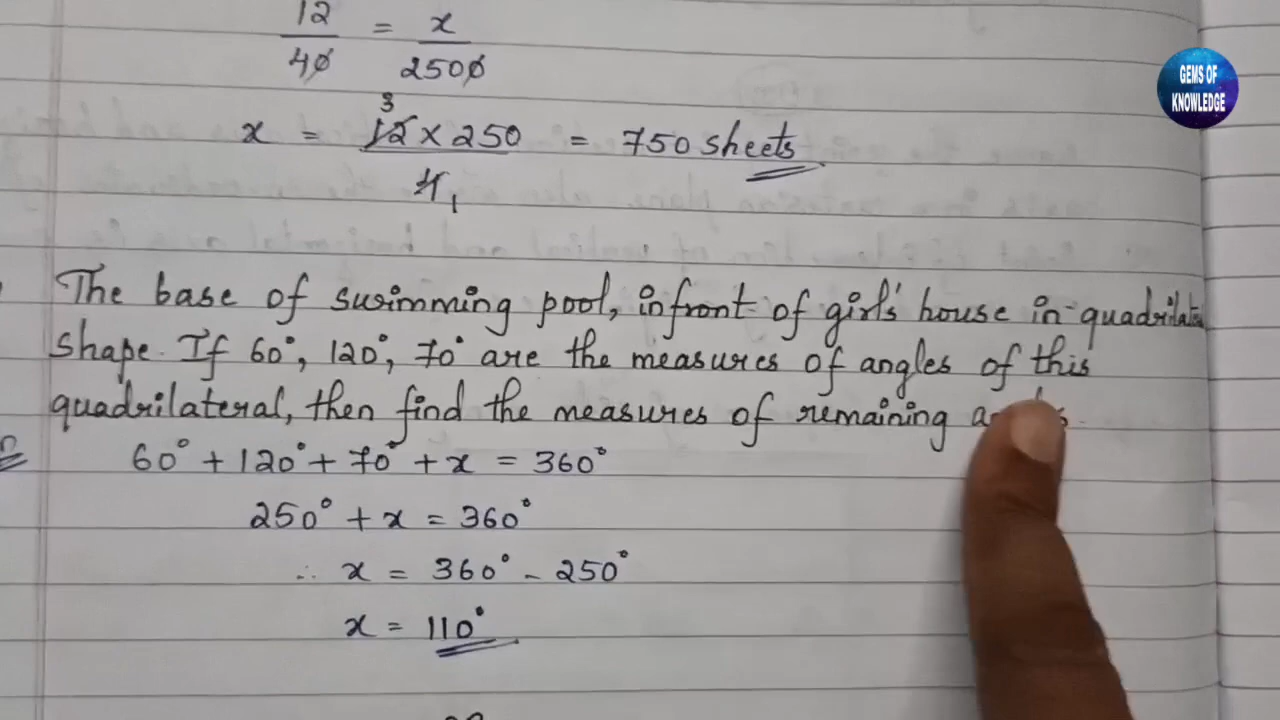 12 = x
40 2500
x = 12 x 250 = 750 sheets
3
4 1
The base of swimming pool, infront of girl's house in quadrilateral
shape. If 60°, 120°, 70° are the measures of angles of this
quadrilateral, then find the measures of remaining
60° + 120° + 70° + x = 360°
250° + x = 360°
∴ x = 360° - 250°
x = 110°
GEMS OF
KNOWLEDGE